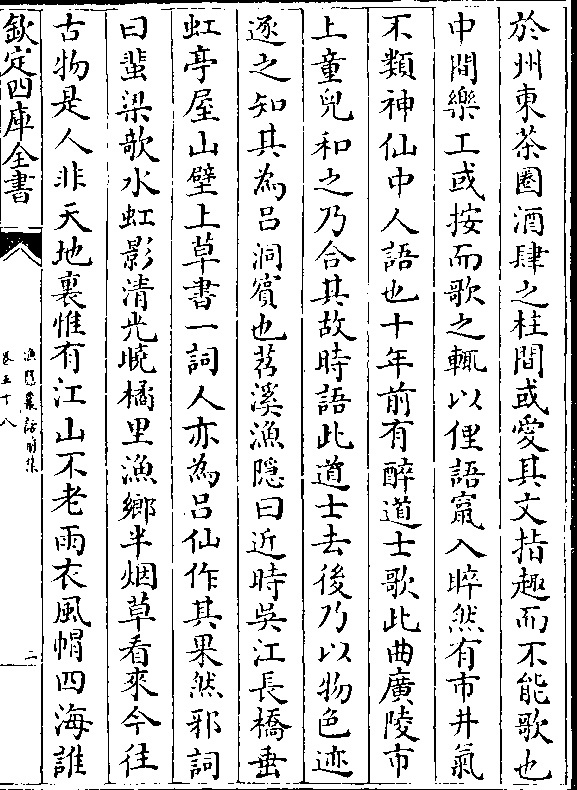 於州東茶園酒肆之柱間或愛其文指趣而不能歌也
中間樂工或按而歌之輒以俚語竄入睟然有市井氣
不類神仙中人語也十年前有醉道士歌此曲廣陵市
上童兒和之乃合其故時語此道士去後乃以物色迹
逐之知其為吕洞賓也苕溪漁隠曰近時吳江長橋垂
虹亭屋山壁上草書一詞人亦為吕仙作其果然邪詞
曰蜚梁欹水虹影清光曉橘里漁鄉半烟草看來今往
古物是人非天地裏惟有江山不老雨衣風帽四海誰
欽定四庫全書
漁隠叢話前集
卷五十八
二